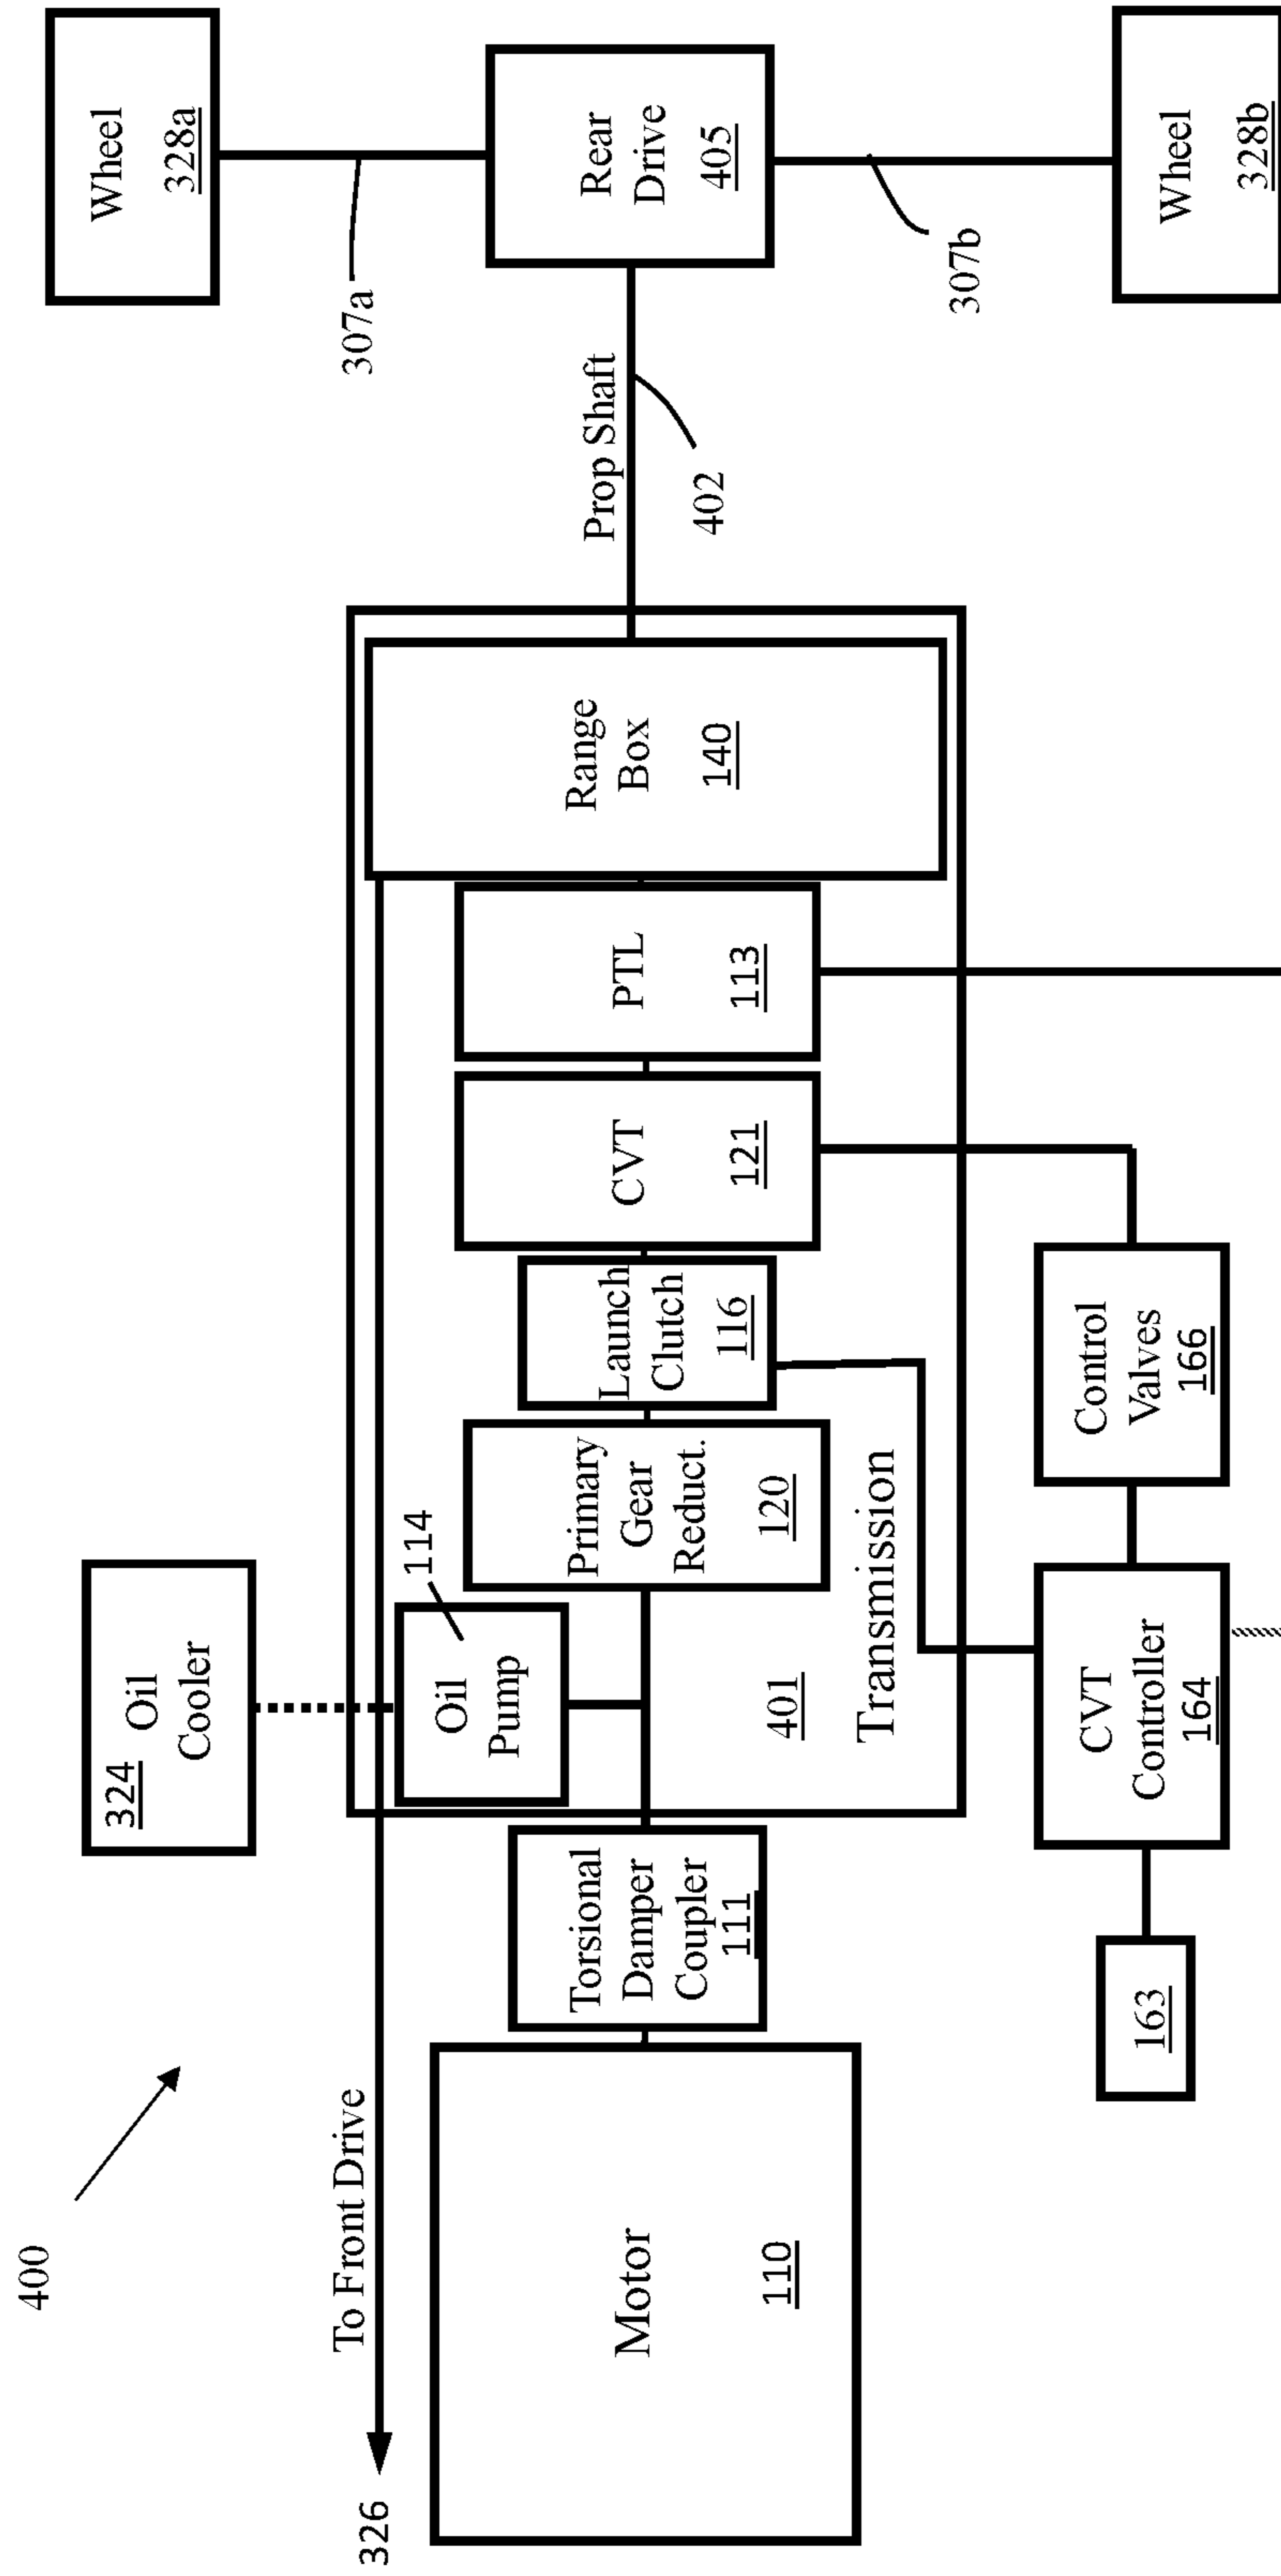 400
324
Oil
Cooler
Wheel
328a
326
To Front Drive
307a
114
Oil
Pump
Motor
110
Torsional
Damper
Coupler
111
Primary
Gear
Reduct.
120
Launch
Clutch
116
CVT
121
PTL
113
Range
Box
140
Prop Shaft
402
Rear
Drive
405
401
Transmission
307b
163
CVT
Controller
164
Control
Valves
166
Wheel
328b